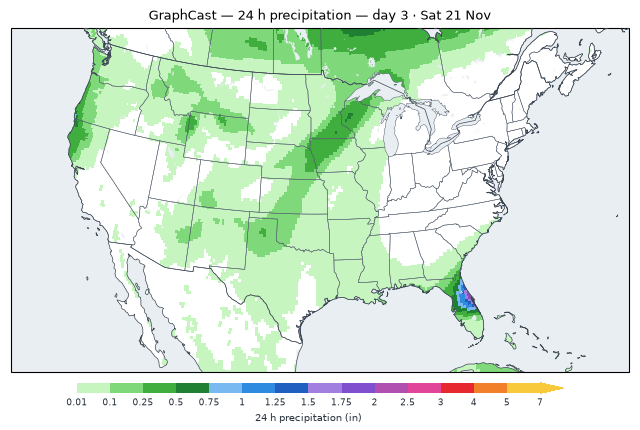 GraphCast — 24 h precipitation — day 3 · Sat 21 Nov
0.01 0.1 0.25 0.5 0.75 1 1.25 1.5 1.75 2 2.5 3 4 5 7
24 h precipitation (in)